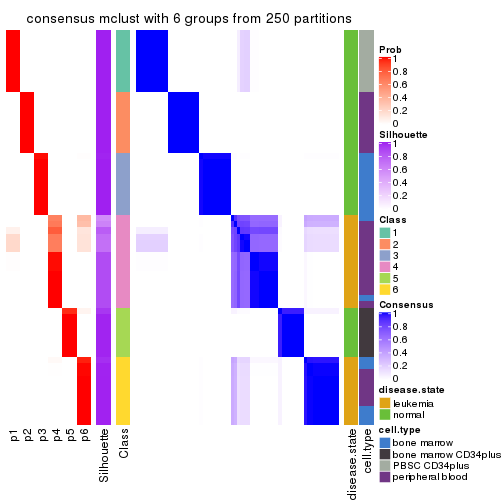 consensus mclust with 6 groups from 250 partitions
Prob
1
0.8
0.6
0.4
0.2
0
Silhouette
1
0.8
0.6
0.4
0.2
0
Class
1
2
3
4
5
6
Consensus
1
0.8
0.6
0.4
0.2
0
disease.state
leukemia
normal
cell.type
bone marrow
bone marrow CD34plus
PBSC CD34plus
peripheral blood
p1
p2
p3
p4
p5
p6
Silhouette
Class
disease.state
cell.type